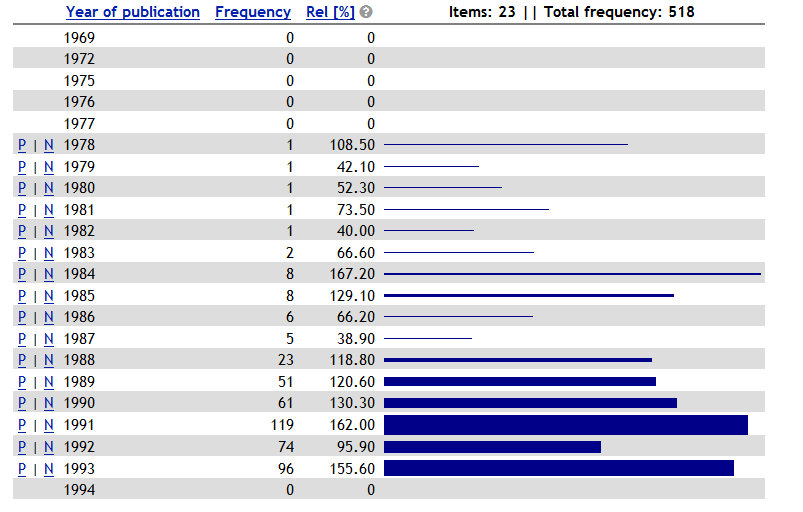 Year of publication Frequency Rel [%] ? Items: 23 || Total frequency: 518
1969 0 0
1972 0 0
1975 0 0
1976 0 0
1977 0 0
P | N 1978 1 108.50
P | N 1979 1 42.10
P | N 1980 1 52.30
P | N 1981 1 73.50
P | N 1982 1 40.00
P | N 1983 2 66.60
P | N 1984 8 167.20
P | N 1985 8 129.10
P | N 1986 6 66.20
P | N 1987 5 38.90
P | N 1988 23 118.80
P | N 1989 51 120.60
P | N 1990 61 130.30
P | N 1991 119 162.00
P | N 1992 74 95.90
P | N 1993 96 155.60
1994 0 0